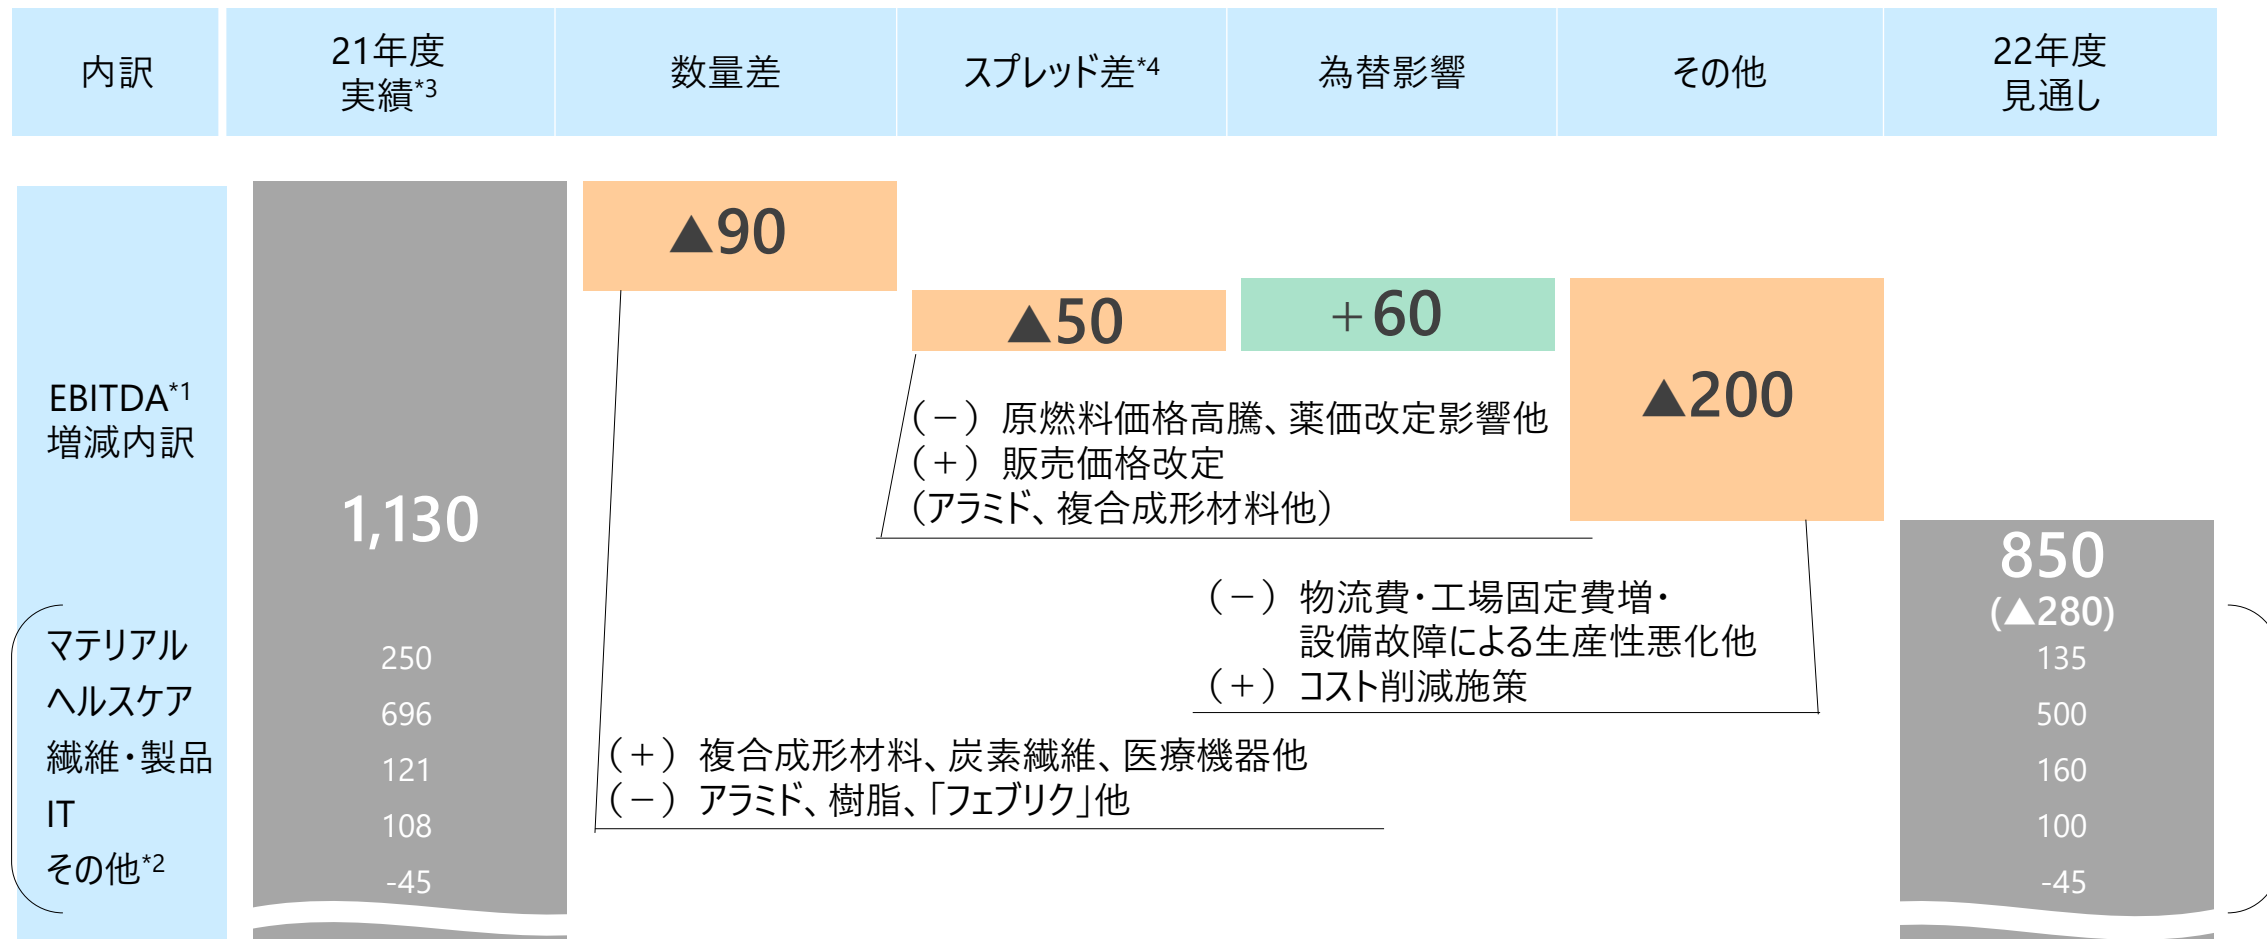 内訳
21年度
実績*3
数量差
スプレッド差*4
為替影響
その他
22年度
見通し
EBITDA*1
増減内訳
1,130
▲90
▲50
+60
▲200
850
(▲280)
(-) 原燃料価格高騰、薬価改定影響他
(+) 販売価格改定
(アラミド、複合成形材料他)
(-) 物流費・工場固定費増・
設備故障による生産性悪化他
(+) コスト削減施策
(+) 複合成形材料、炭素繊維、医療機器他
(-) アラミド、樹脂、「フェブリク」他
マテリアル 250 135
ヘルスケア 696 500
繊維・製品 121 160
IT 108 100
その他*2 -45 -45